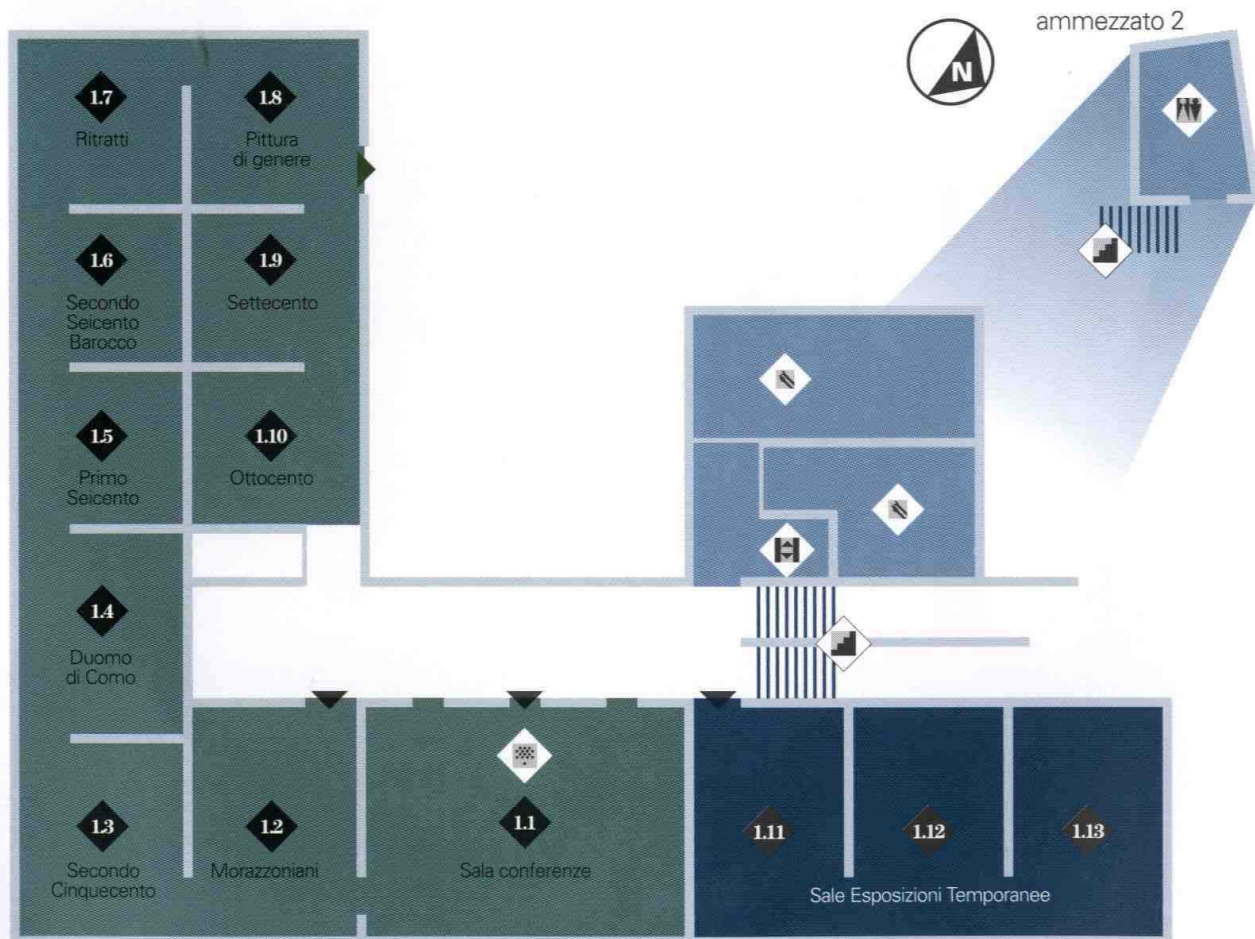 ammezzato 2
N
1.7
Ritratti
1.8
Pittura
di genere
1.6
Secondo
Seicento
Barocco
1.9
Settecento
1.5
Primo
Seicento
1.10
Ottocento
1.4
Duomo
di Como
1.3
Secondo
Cinquecento
1.2
Morazzoniani
1.1
Sala conferenze
1.11
1.12
1.13
Sale Esposizioni Temporanee